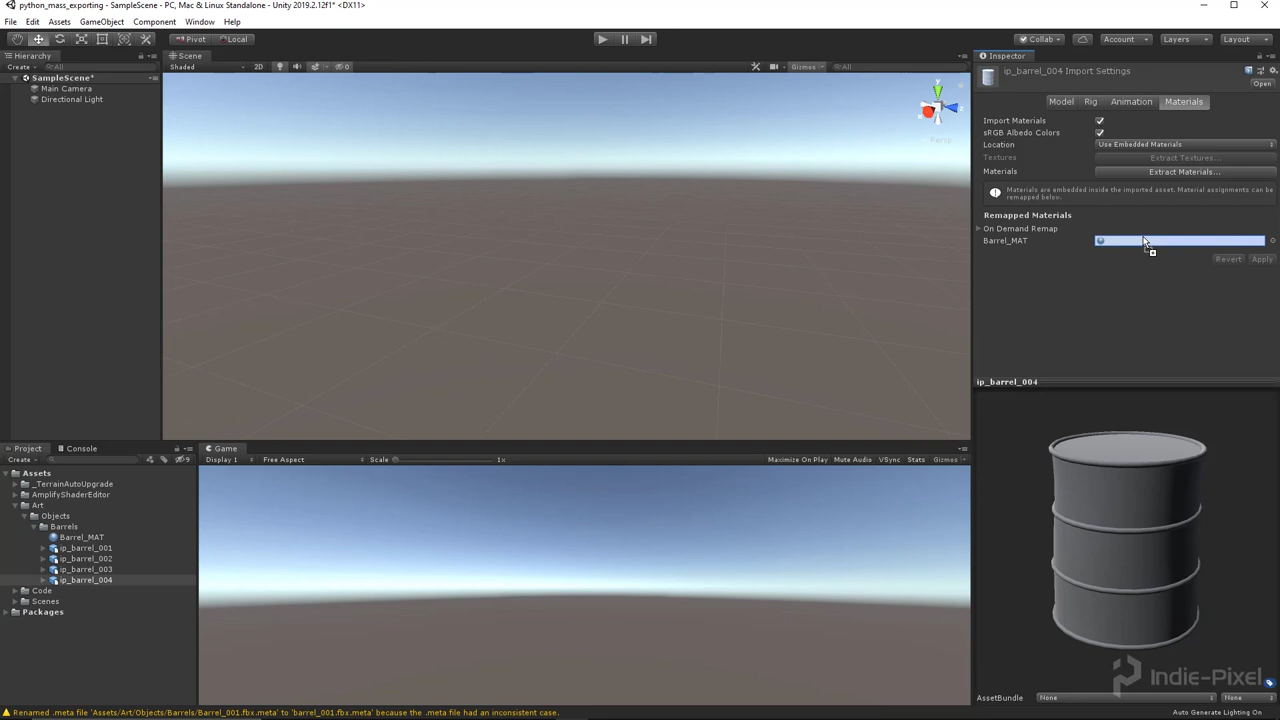 python_mass_exporting - SampleScene - PC, Mac & Linux Standalone - Unity 2019.2.12f1* <DX11>
File Edit Assets GameObject Component Window Help
Pivot Local Collab Account Layers Layout
Hierarchy
Create All
SampleScene*
Main Camera
Directional Light
Scene
Shaded 2D 0 Gizmos All
y
Persp
Inspector
ip_barrel_004 Import Settings
Open
Model Rig Animation Materials
Import Materials
sRGB Albedo Colors
Location Use Embedded Materials
Textures Extract Textures...
Materials Extract Materials...
Materials are embedded inside the imported asset. Material assignments can be
remapped below.
Remapped Materials
On Demand Remap
Barrel_MAT
Revert Apply
ip_barrel_004
Project Console
Create 9
Assets
_TerrainAutoUpgrade
AmplifyShaderEditor
Art
Objects
Barrels
Barrel_MAT
ip_barrel_001
ip_barrel_002
ip_barrel_003
ip_barrel_004
Code
Scenes
Packages
Game
Display 1 Free Aspect Scale 1x Maximize On Play Mute Audio VSync Stats Gizmos
Indie-Pixel
AssetBundle None None
Renamed .meta file 'Assets/Art/Objects/Barrels/Barrel_001.fbx.meta' to 'barrel_001.fbx.meta' because the .meta file had an inconsistent case.
Auto Generate Lighting On